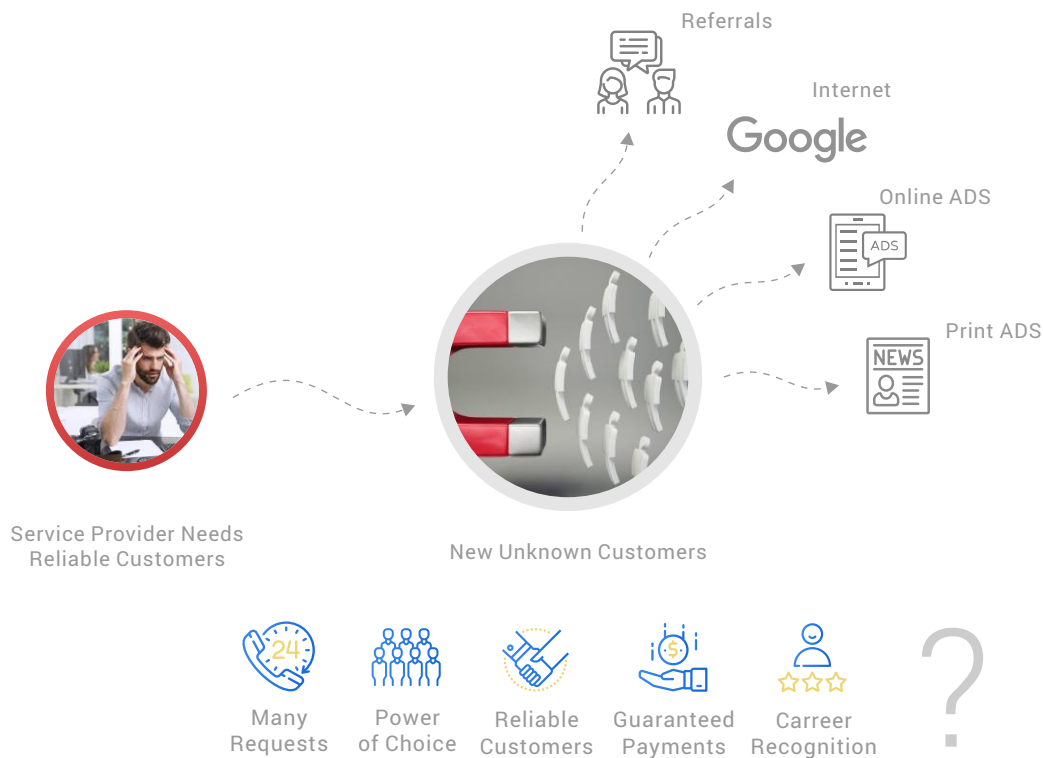 Referrals
Internet
Google
Online ADS
ADS
Print ADS
NEWS
Service Provider Needs
Reliable Customers
New Unknown Customers
24
$
Many
Requests
Power
of Choice
Reliable
Customers
Guaranteed
Payments
Carreer
Recognition
?